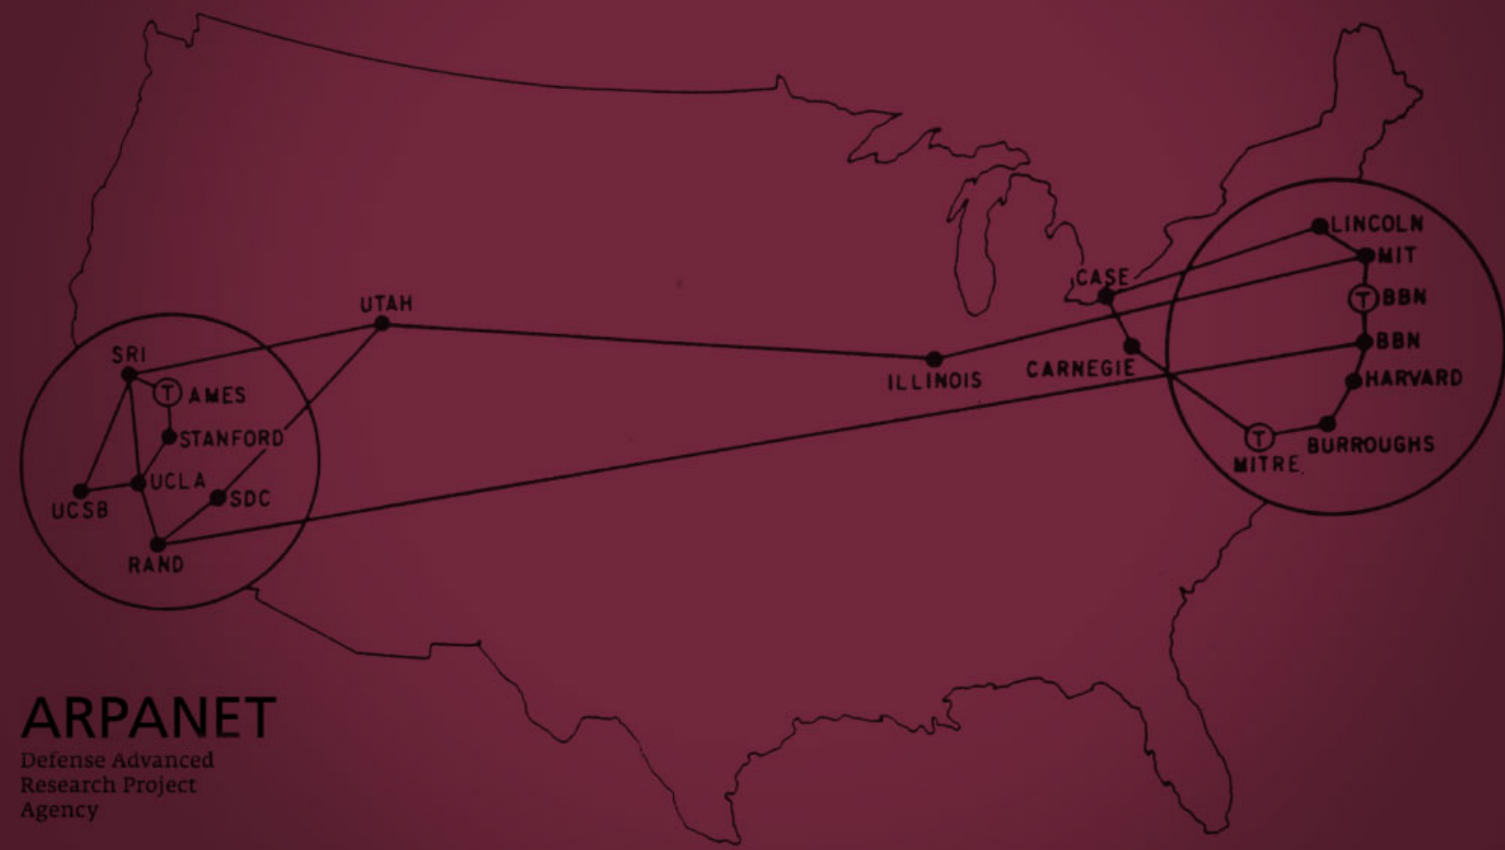 LINCOLN
MIT
T BBN
CASE
UTAH
BBN
SRI
CARNEGIE
ILLINOIS
HARVARD
T AMES
STANFORD
BURROUGHS
T
MITRE
UCLA
SDC
UCSB
RAND
ARPANET
Defense Advanced
Research Project
Agency